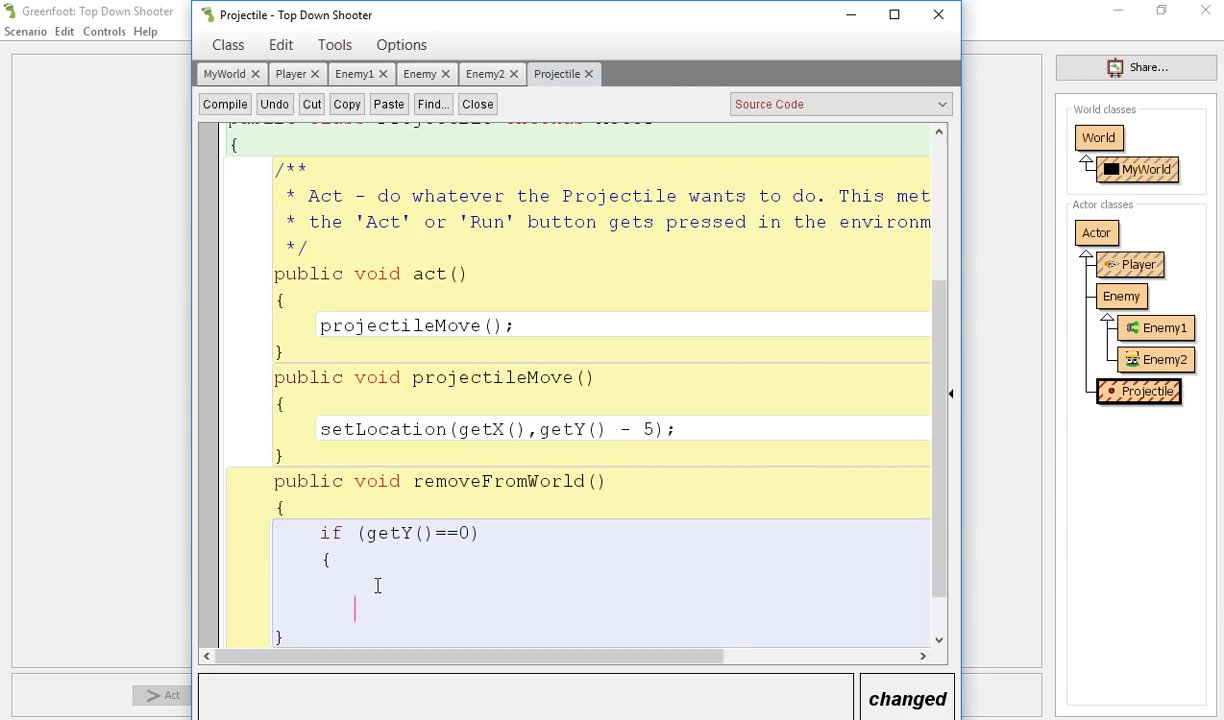 Greenfoot: Top Down Shooter
Scenario Edit Controls Help
Projectile - Top Down Shooter
Class Edit Tools Options
MyWorld Player Enemy1 Enemy Enemy2 Projectile
Compile Undo Cut Copy Paste Find... Close
Source Code
{
/**
* Act - do whatever the Projectile wants to do. This met
* the 'Act' or 'Run' button gets pressed in the environm
*/
public void act()
{
projectileMove();
}
public void projectileMove()
{
setLocation(getX(),getY() - 5);
}
public void removeFromWorld()
{
if (getY()==0)
{
}
changed
> Act
Share...
World classes
World
MyWorld
Actor classes
Actor
Player
Enemy
Enemy1
Enemy2
Projectile